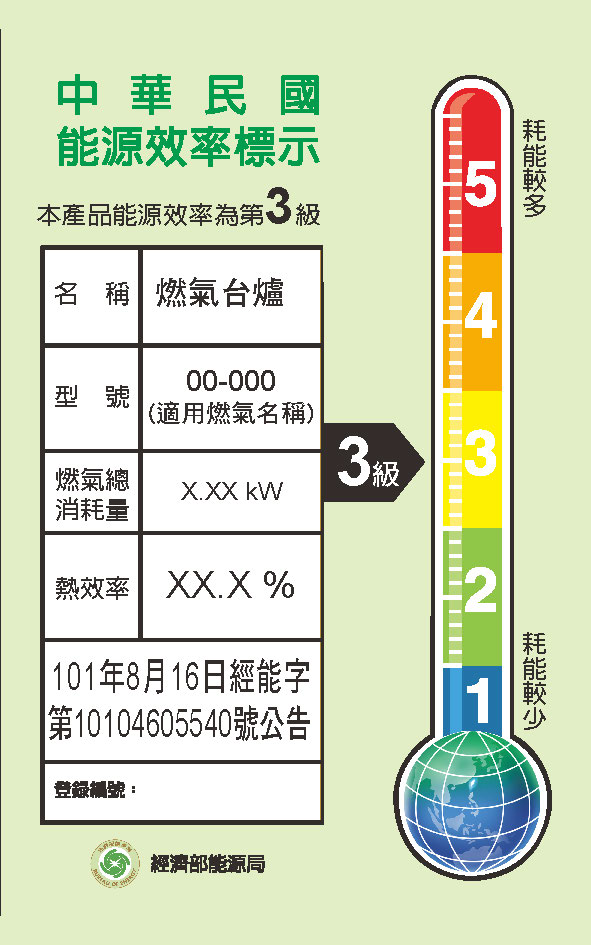 中華民國
能源效率標示
本產品能源效率為第3級
名稱 燃氣台爐
型號 00-000
(適用燃氣名稱)
燃氣總
消耗量
X.XX kW
熱效率 XX.X %
101年8月16日經能字
第10104605540號公告
登錄編號：
經濟部能源局
3級
5
4
3
2
1
耗能較多
耗能較少